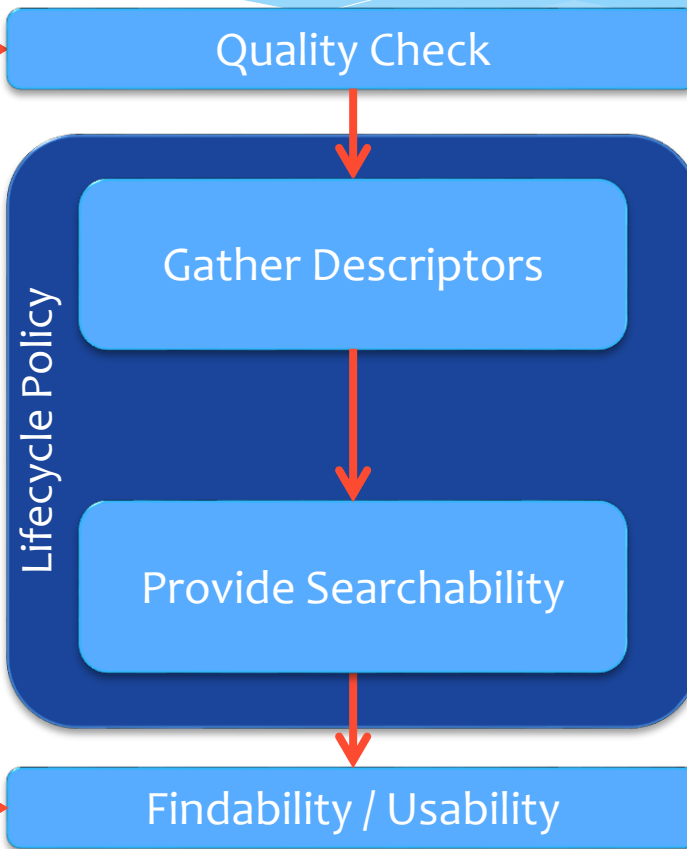 Quality Check
Lifecycle Policy
Gather Descriptors
Provide Searchability
Findability / Usability